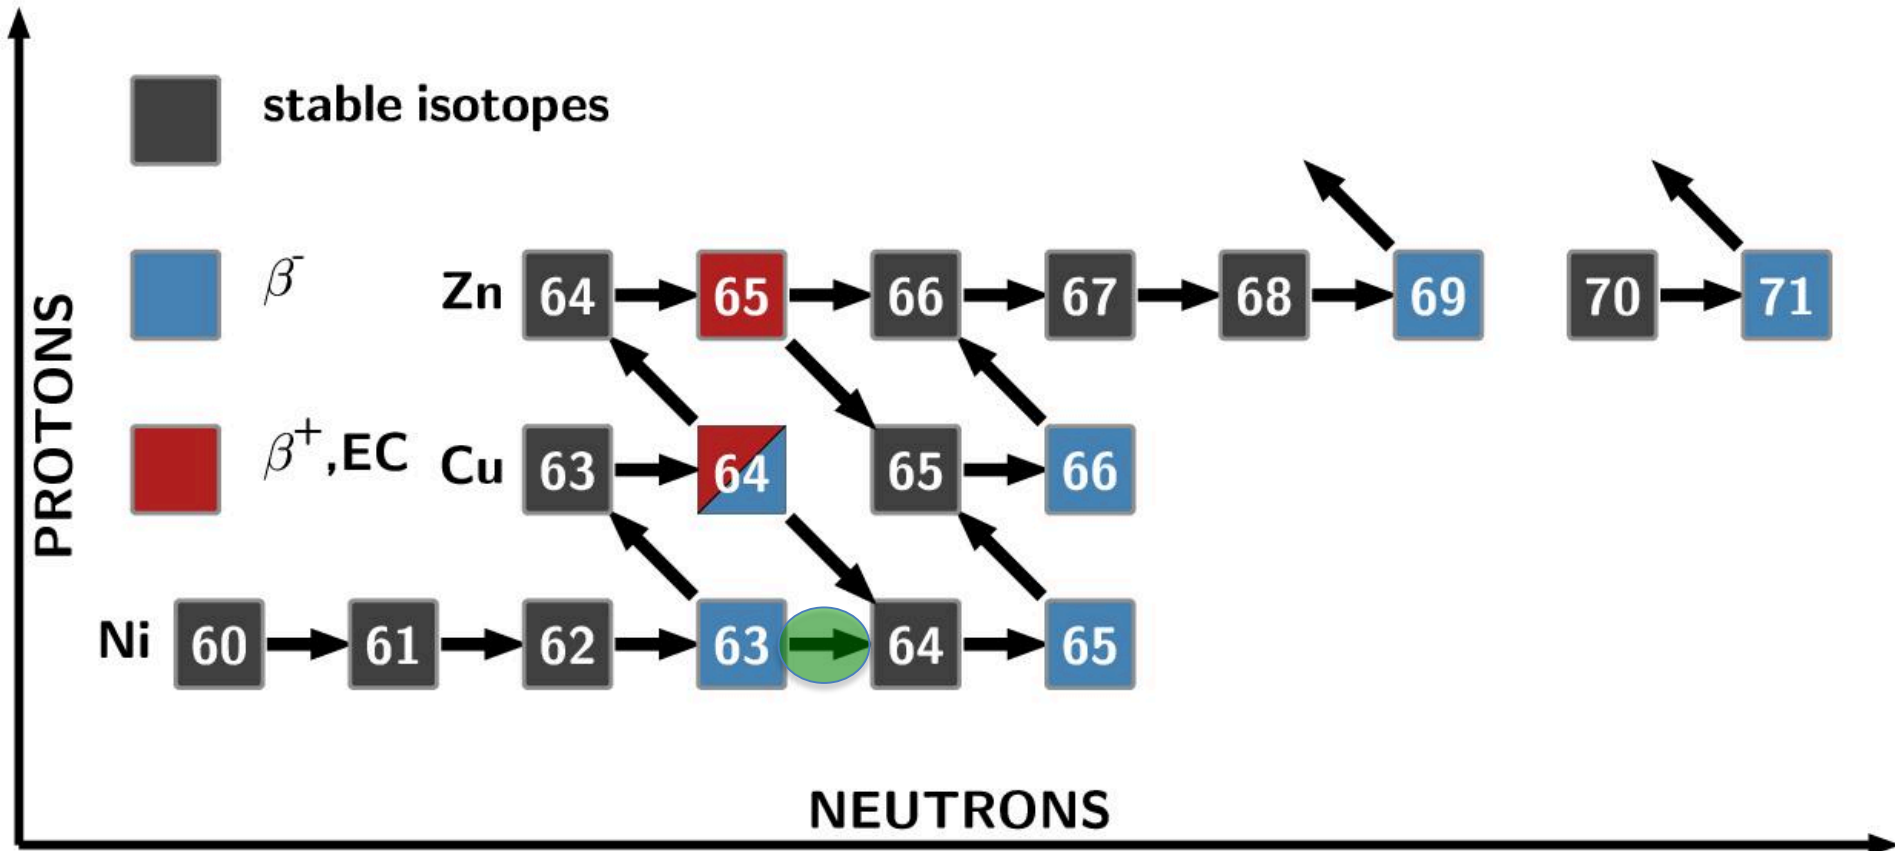 stable isotopes
β-
β+,EC
Zn 64 65 66 67 68 69 70 71
Cu 63 64 65 66
Ni 60 61 62 63 64 65
PROTONS
NEUTRONS